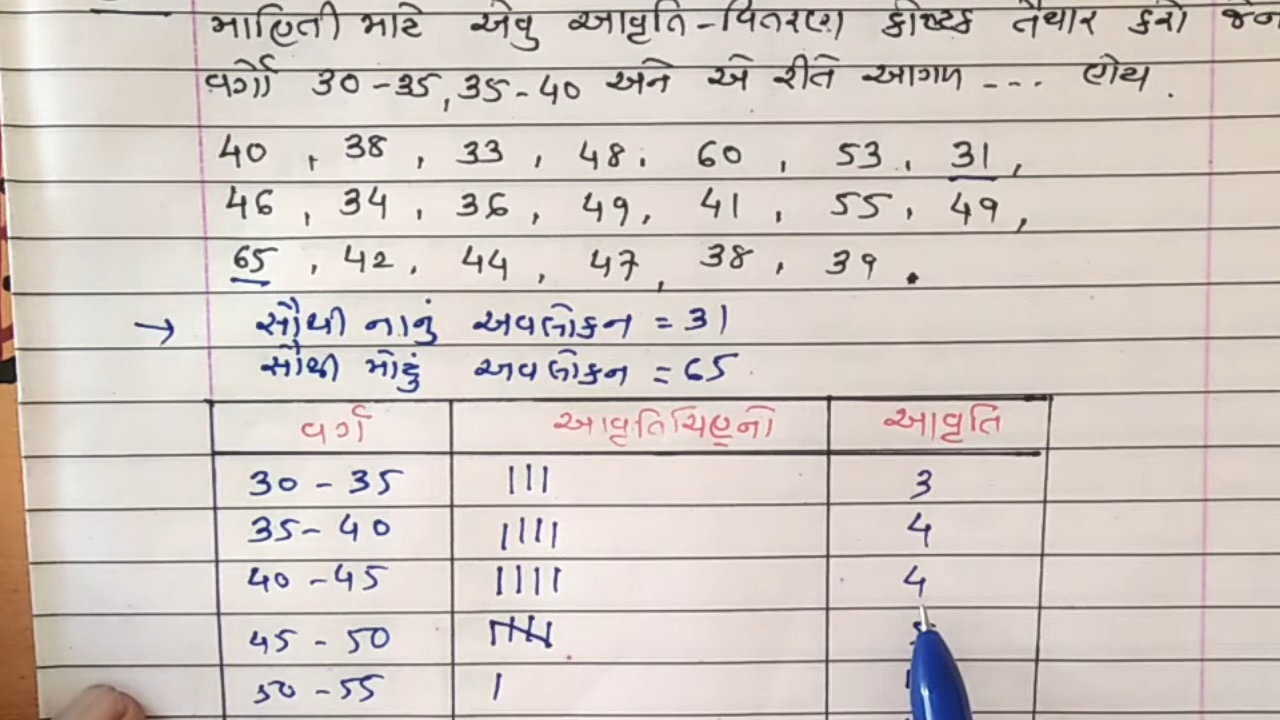 માહિતી માટે એવુ આવૃતિ-વિતરણ કોષ્ટક તૈયાર કરો
વર્ગો 30-35, 35-40 અને એ રીતે આગળ --- હોય .
40 , 38 , 33 , 48 . 60 , 53 , 31 ,
46 , 34 , 36 , 49 , 41 , 55 , 49 ,
65 , 42 , 44 , 47 , 38 , 39 .
→ સૌથી નાનું અવલોકન = 31
સૌથી મોટું અવલોકન = 65
વર્ગ આવૃતિચિહ્નો આવૃતિ
30 - 35 ||| 3
35 - 40 |||| 4
40 - 45 |||| 4
45 - 50 ||||
50 - 55 |